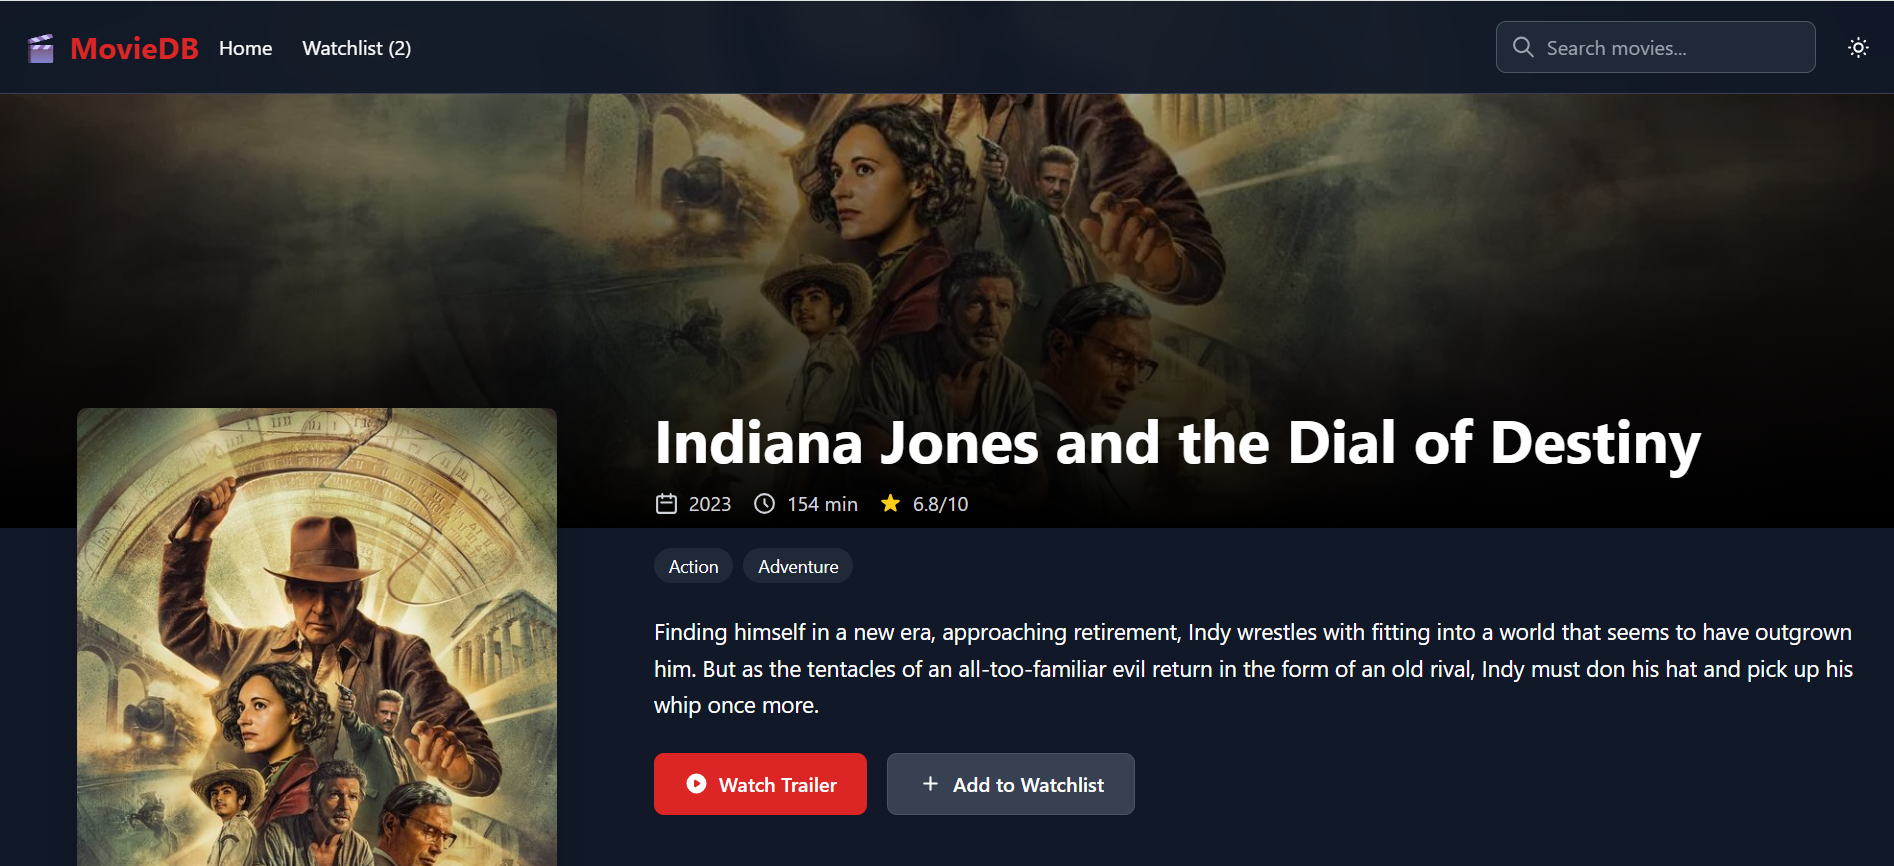 MovieDB Home Watchlist (2) Search movies...
Indiana Jones and the Dial of Destiny
2023 154 min 6.8/10
Action Adventure
Finding himself in a new era, approaching retirement, Indy wrestles with fitting into a world that seems to have outgrown
him. But as the tentacles of an all-too-familiar evil return in the form of an old rival, Indy must don his hat and pick up his
whip once more.
Watch Trailer Add to Watchlist